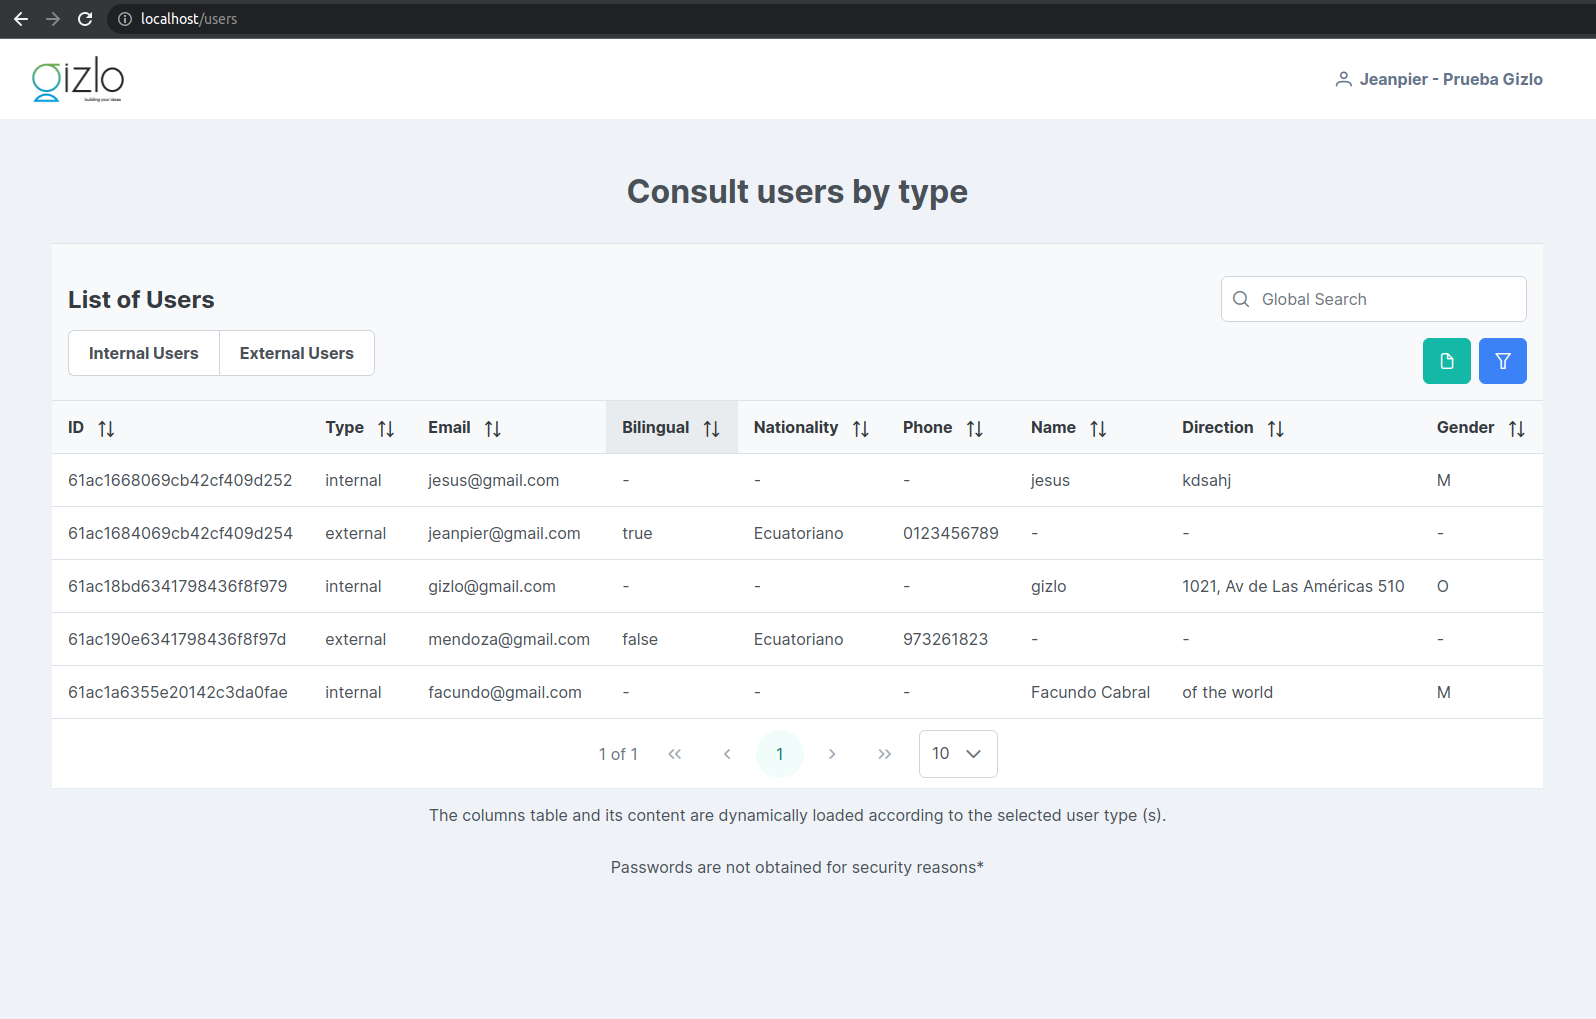 localhost/users
gizlo
building your ideas
Jeanpier - Prueba Gizlo
Consult users by type
List of Users
Global Search
Internal Users External Users
ID Type Email Bilingual Nationality Phone Name Direction Gender
61ac1668069cb42cf409d252 internal jesus@gmail.com - - - jesus kdsahj M
61ac1684069cb42cf409d254 external jeanpier@gmail.com true Ecuatoriano 0123456789 - - -
61ac18bd6341798436f8f979 internal gizlo@gmail.com - - - gizlo 1021, Av de Las Américas 510 O
61ac190e6341798436f8f97d external mendoza@gmail.com false Ecuatoriano 973261823 - - -
61ac1a6355e20142c3da0fae internal facundo@gmail.com - - - Facundo Cabral of the world M
1 of 1 « ‹ 1 › » 10
The columns table and its content are dynamically loaded according to the selected user type (s).
Passwords are not obtained for security reasons*